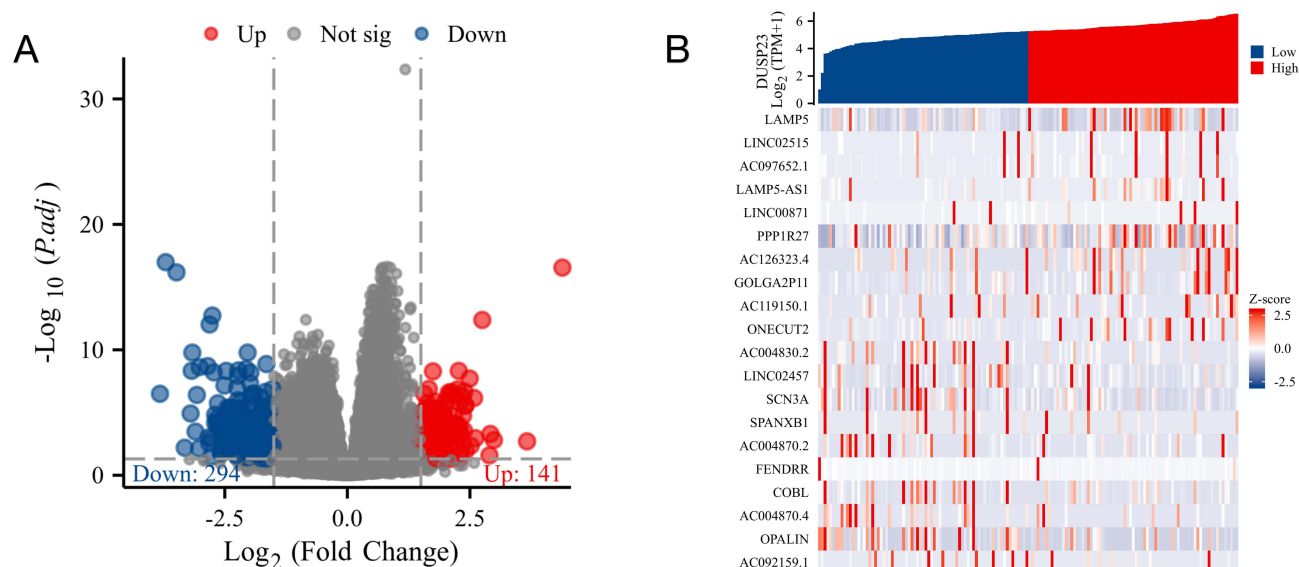 A
Up Not sig Down
30
20
10
0
-Log 10 (P.adj)
Down: 294
Up: 141
-2.5 0.0 2.5
Log2 (Fold Change)
B
DUSP23
Log2 (TPM+1)
6
4
2
0
Low
High
LAMP5
LINC02515
AC097652.1
LAMP5-AS1
LINC00871
PPP1R27
AC126323.4
GOLGA2P11
AC119150.1
ONECUT2
AC004830.2
LINC02457
SCN3A
SPANXB1
AC004870.2
FENDRR
COBL
AC004870.4
OPALIN
AC092159.1
Z-score
2.5
0.0
-2.5